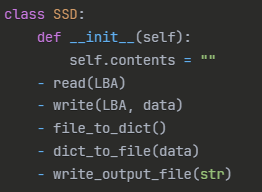 class SSD:
    def __init__(self):
        self.contents = ""
    - read(LBA)
    - write(LBA, data)
    - file_to_dict()
    - dict_to_file(data)
    - write_output_file(str)